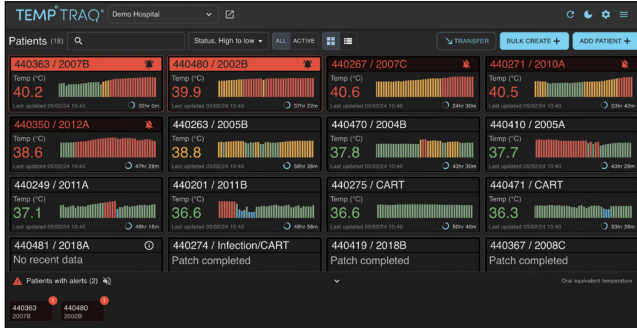 TEMP°TRAQ® Demo Hospital
Patients (18) Status, High to low ALL ACTIVE TRANSFER BULK CREATE + ADD PATIENT +
440363 / 2007B 440480 / 2002B 440267 / 2007C 440271 / 2010A
Temp (°C) Temp (°C) Temp (°C) Temp (°C)
40.2 39.9 40.6 40.5
Last updated 05/02/24 10:40 32hr 0m Last updated 05/02/24 10:40 37hr 22m Last updated 05/02/24 10:40 24hr 30m Last updated 05/02/24 10:40 33hr 42m
440350 / 2012A 440263 / 2005B 440470 / 2004B 440410 / 2005A
Temp (°C) Temp (°C) Temp (°C) Temp (°C)
38.6 38.8 37.8 37.7
Last updated 05/02/24 10:40 47hr 28m Last updated 05/02/24 10:40 58hr 38m Last updated 05/02/24 10:40 43hr 30m Last updated 05/02/24 10:40 43hr 29m
440249 / 2011A 440201 / 2011B 440275 / CART 440471 / CART
Temp (°C) Temp (°C) Temp (°C) Temp (°C)
37.1 36.6 36.6 36.3
Last updated 05/02/24 10:40 48hr 16m Last updated 05/02/24 10:40 48hr 58m Last updated 05/02/24 10:40 50hr 40m Last updated 05/02/24 10:40 33hr 38m
440481 / 2018A 440274 / Infection/CART 440419 / 2018B 440367 / 2008C
No recent data Patch completed Patch completed Patch completed
Patients with alerts (2) Oral equivalent temperature
1 1
440363 440480
2007B 2002B